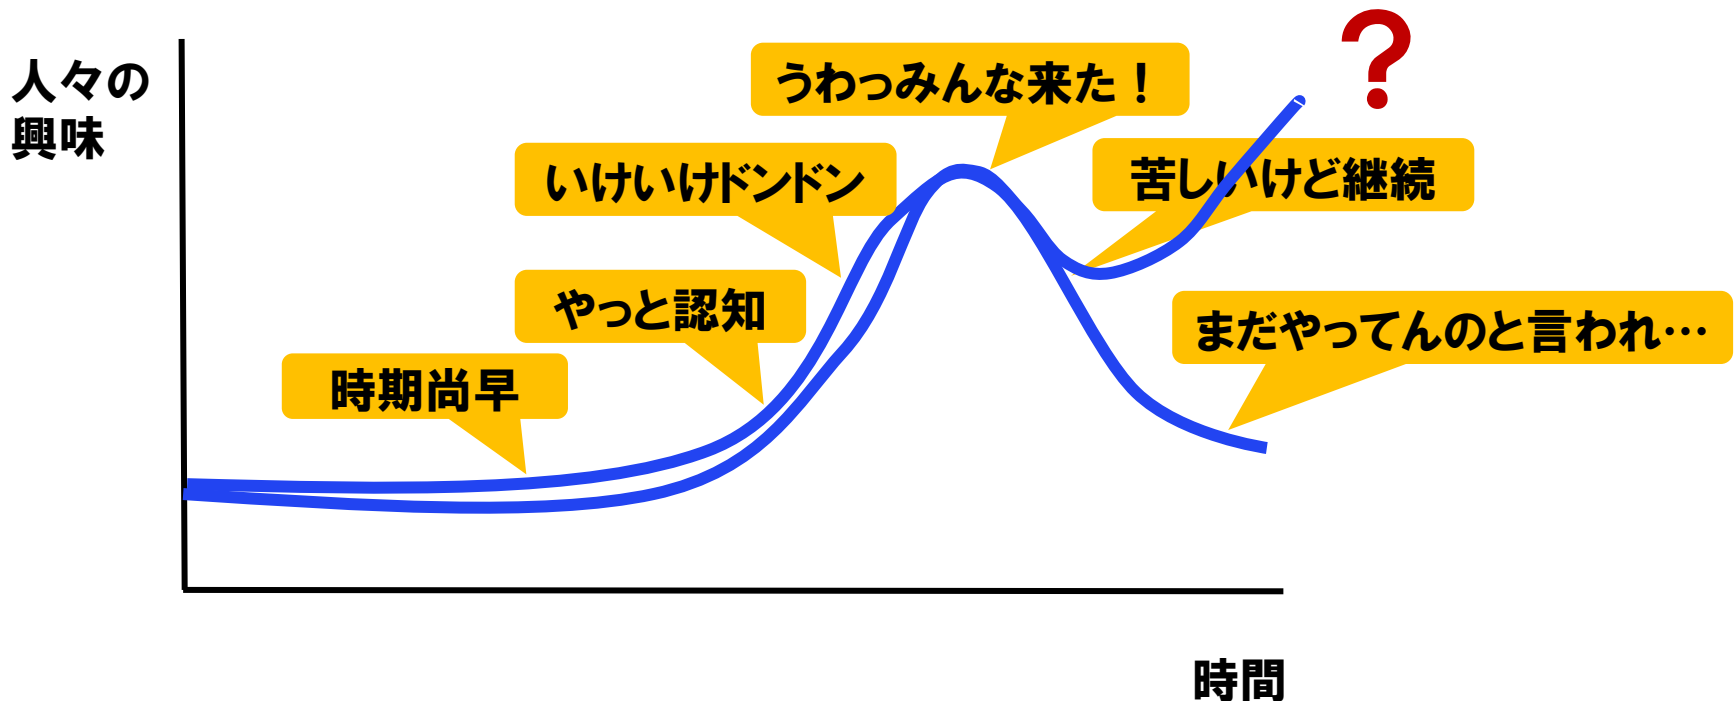 人々の
興味
？
うわっみんな来た！
いけいけドンドン
苦しいけど継続
やっと認知
まだやってんのと言われ…
時期尚早
時間